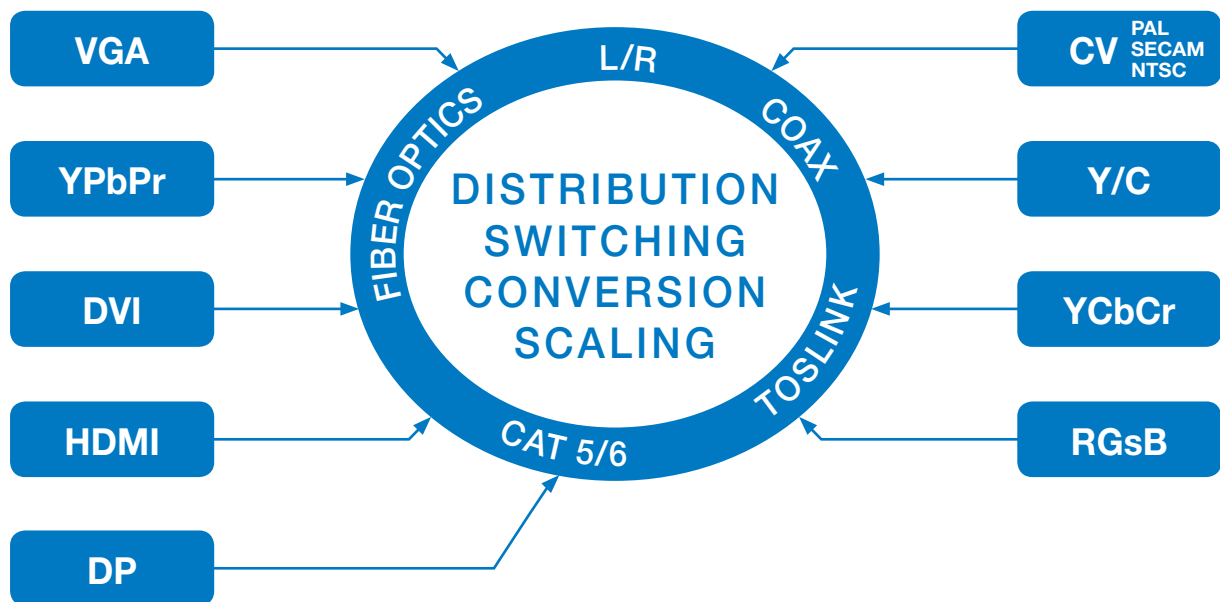 VGA
YPbPr
DVI
HDMI
DP
L/R
FIBER OPTICS
COAX
TOSLINK
CAT 5/6
DISTRIBUTION
SWITCHING
CONVERSION
SCALING
CV
PAL
SECAM
NTSC
Y/C
YCbCr
RGsB